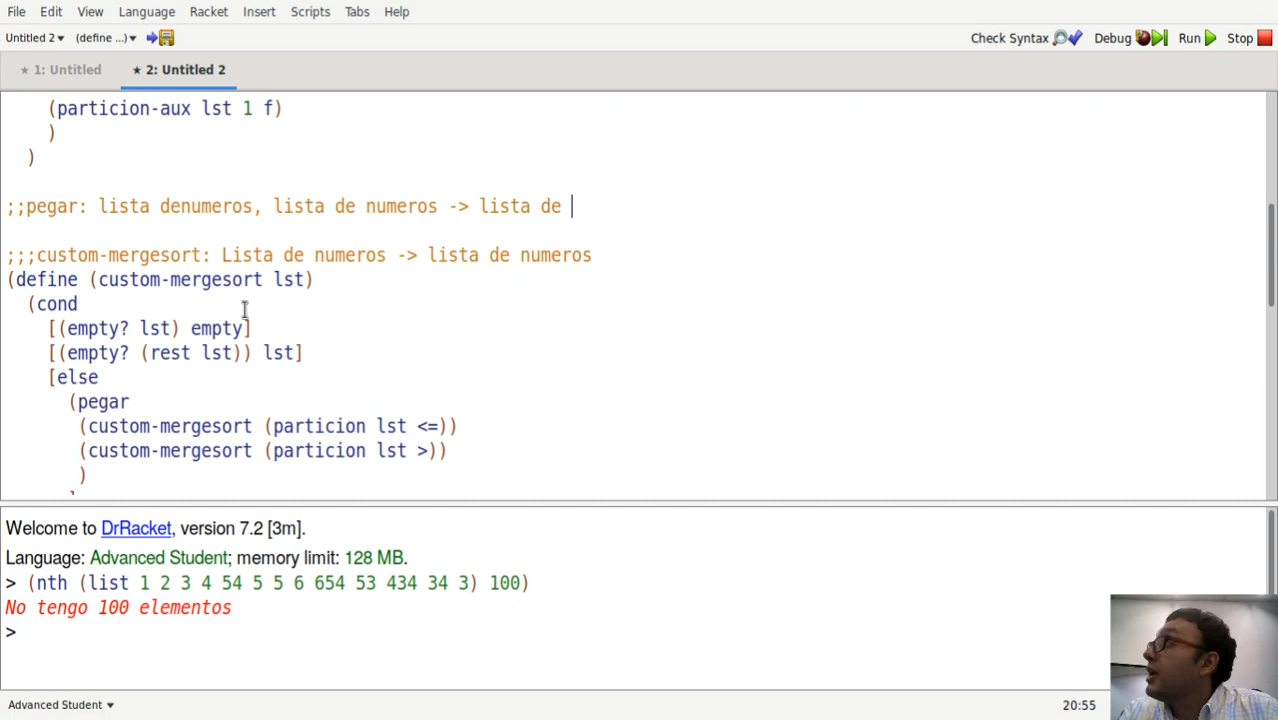 File Edit View Language Racket Insert Scripts Tabs Help
Untitled 2 (define ...) Check Syntax Debug Run Stop
★ 1: Untitled ★ 2: Untitled 2
(particion-aux lst 1 f)
)
)
;;pegar: lista denumeros, lista de numeros -> lista de
;;;custom-mergesort: Lista de numeros -> lista de numeros
(define (custom-mergesort lst)
(cond
[(empty? lst) empty]
[(empty? (rest lst)) lst]
[else
(pegar
(custom-mergesort (particion lst <=))
(custom-mergesort (particion lst >))
)
]
Welcome to DrRacket, version 7.2 [3m].
Language: Advanced Student; memory limit: 128 MB.
> (nth (list 1 2 3 4 54 5 5 6 654 53 434 34 3) 100)
No tengo 100 elementos
>
Advanced Student 20:55